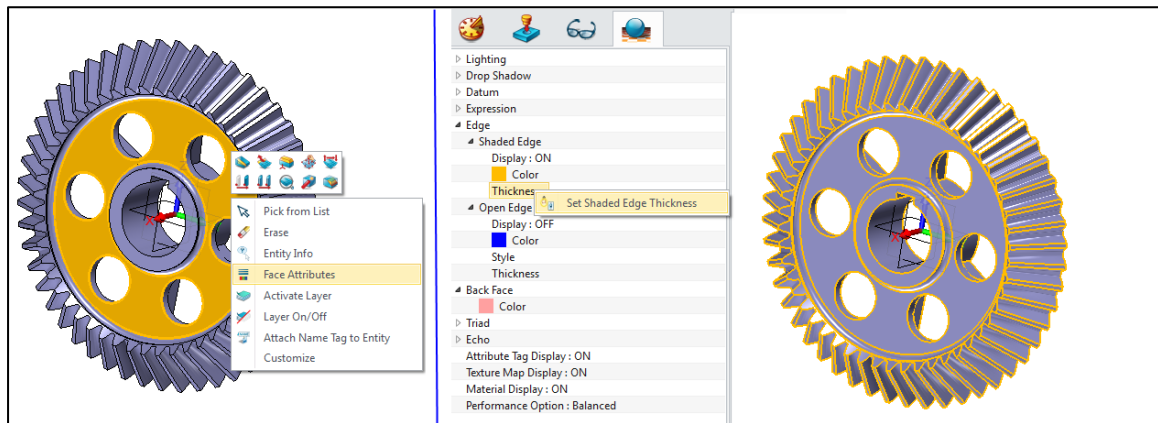 Pick from List
Erase
Entity Info
Face Attributes
Activate Layer
Layer On/Off
Attach Name Tag to Entity
Customize
Lighting
Drop Shadow
Datum
Expression
Edge
Shaded Edge
Display : ON
Color
Thicknes
Set Shaded Edge Thickness
Open Edge
Display : OFF
Color
Style
Thickness
Back Face
Color
Triad
Echo
Attribute Tag Display : ON
Texture Map Display : ON
Material Display : ON
Performance Option : Balanced
X
X